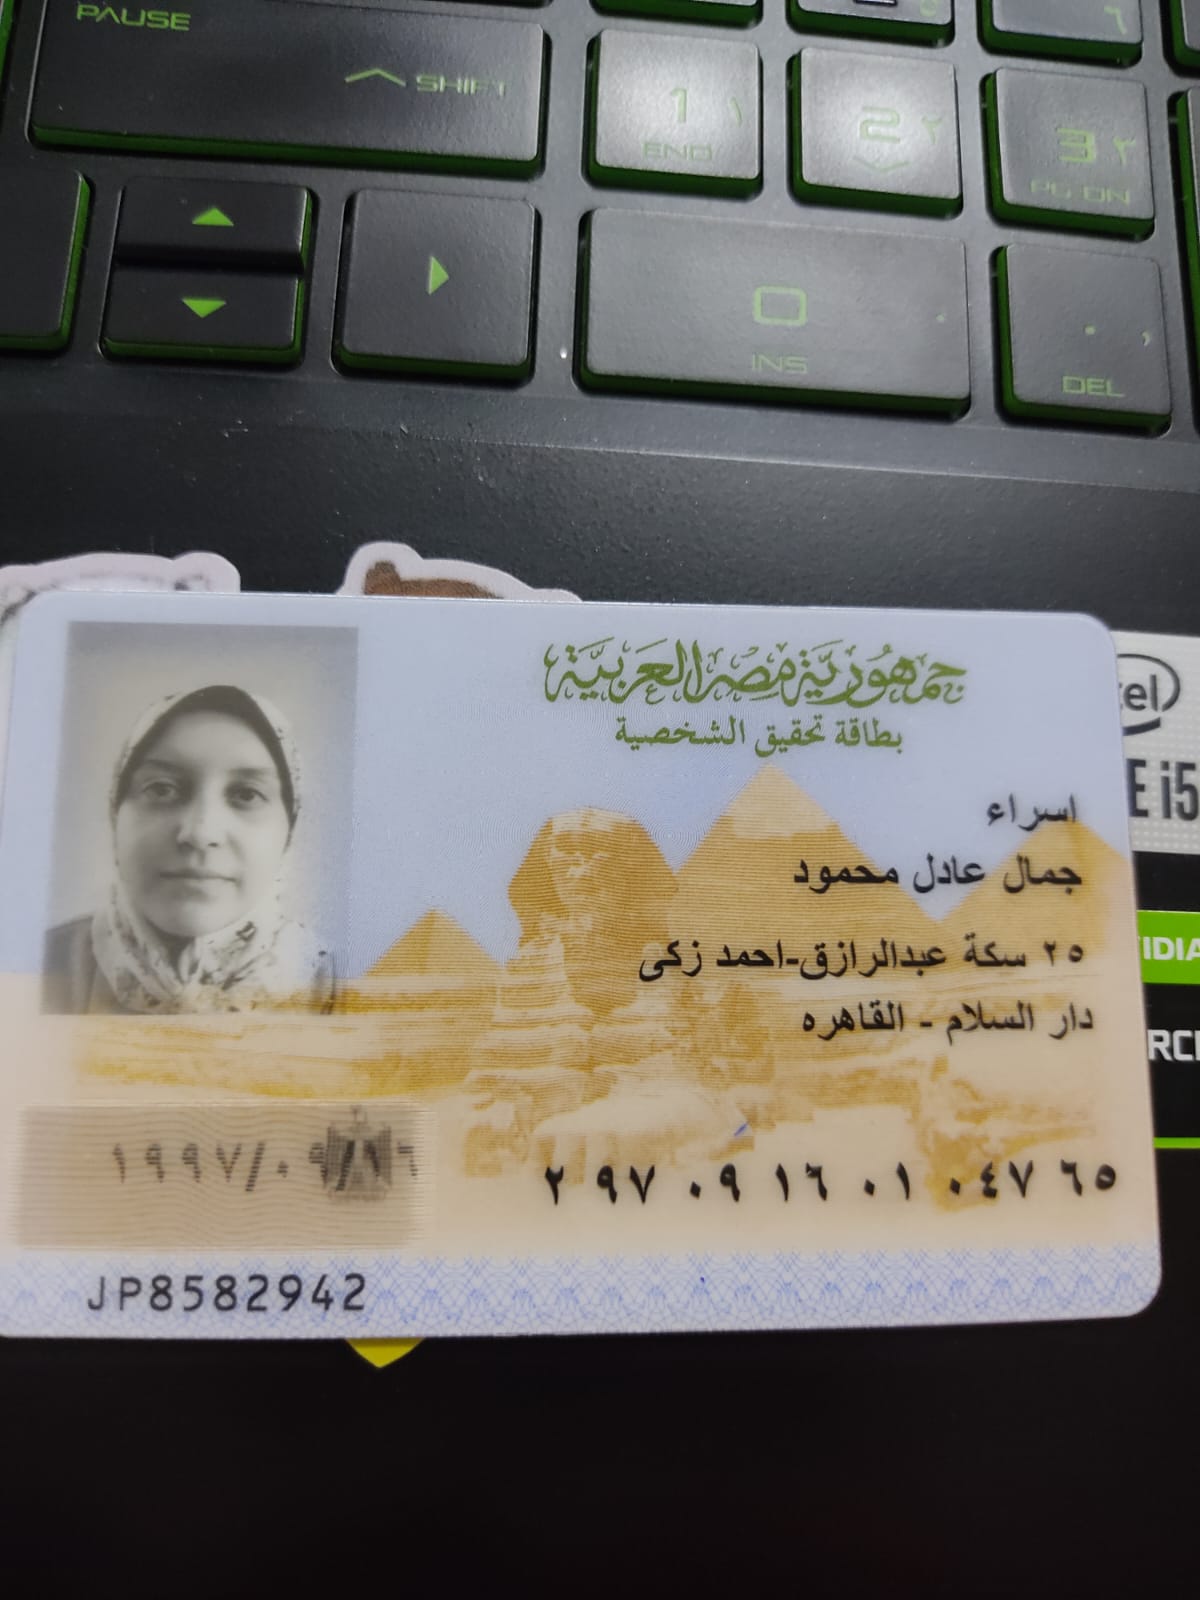 PAUSE
SHIFT
1 ١
END
2 ٢
3 ٣
PG DN
٦
0 .
INS
. ,
DEL
جمهورية مصر العربية
بطاقة تحقيق الشخصية
اسراء
جمال عادل محمود
٢٥ سكة عبدالرازق-احمد زكى
دار السلام - القاهره
١٩٩٧/٠٩/١٦
٢ ٩٧ ٠٩ ١٦ ٠١ ٠٤٧ ٦٥
JP8582942
tel
E i5
IDIA